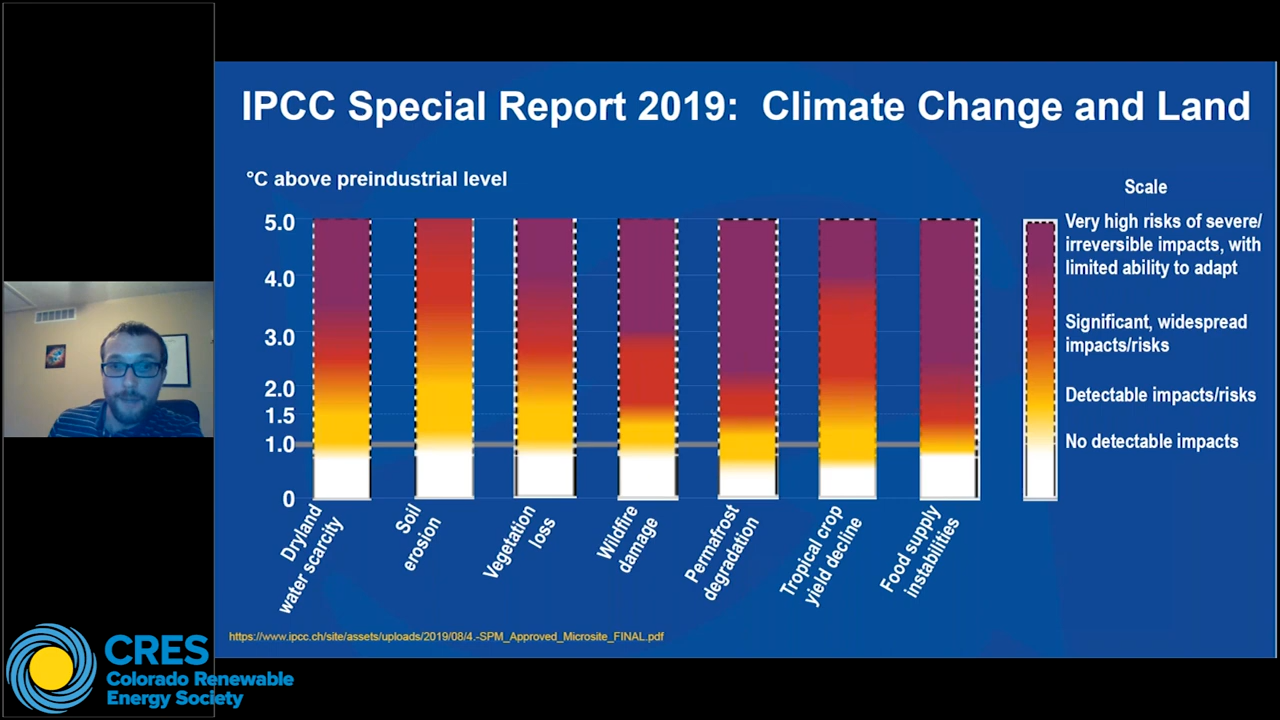 IPCC Special Report 2019:  Climate Change and Land
°C above preindustrial level
Scale
5.0
4.0
3.0
2.0
1.5
1.0
0
Very high risks of severe/
irreversible impacts, with
limited ability to adapt
Significant, widespread
impacts/risks
Detectable impacts/risks
No detectable impacts
Dryland
water scarcity
Soil
erosion
Vegetation
loss
Wildfire
damage
Permafrost
degradation
Tropical crop
yield decline
Food supply
instabilities
https://www.ipcc.ch/site/assets/uploads/2019/08/4.-SPM_Approved_Microsite_FINAL.pdf
CRES
Colorado Renewable
Energy Society